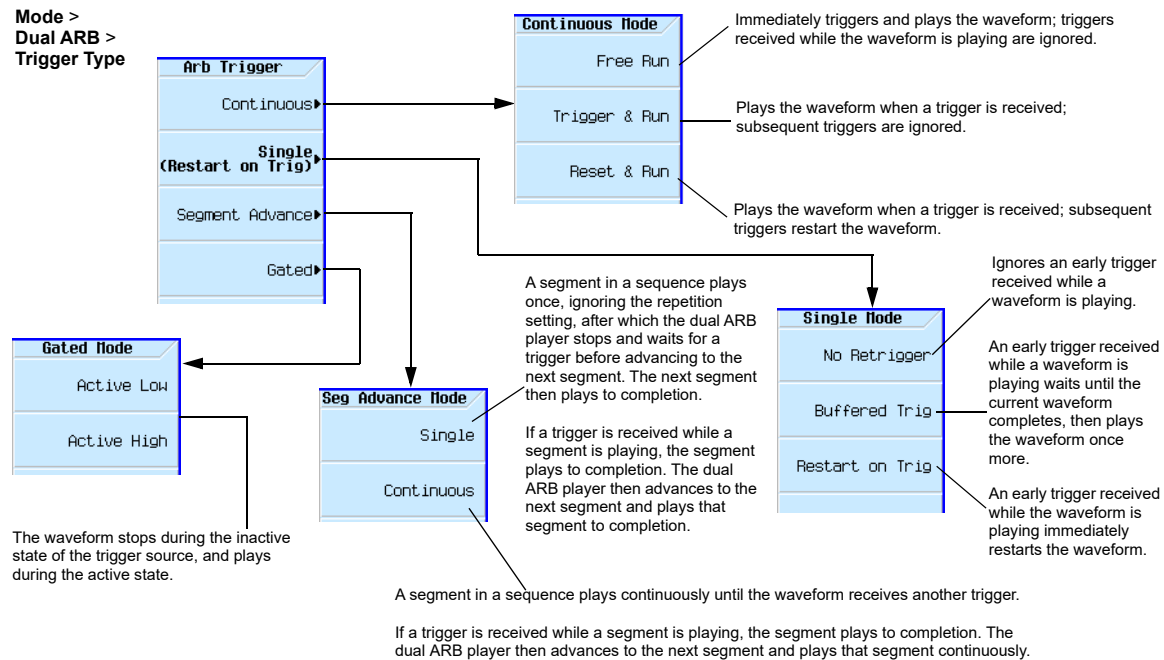 Mode >
Dual ARB >
Trigger Type
Arb Trigger
Continuous
Single
(Restart on Trig)
Segment Advance
Gated
Continuous Mode
Free Run
Trigger & Run
Reset & Run
Immediately triggers and plays the waveform; triggers
received while the waveform is playing are ignored.
Plays the waveform when a trigger is received;
subsequent triggers are ignored.
Plays the waveform when a trigger is received; subsequent
triggers restart the waveform.
Gated Mode
Active Low
Active High
The waveform stops during the inactive
state of the trigger source, and plays
during the active state.
Seg Advance Mode
Single
Continuous
A segment in a sequence plays
once, ignoring the repetition
setting, after which the dual ARB
player stops and waits for a
trigger before advancing to the
next segment. The next segment
then plays to completion.
If a trigger is received while a
segment is playing, the segment
plays to completion. The dual
ARB player then advances to the
next segment and plays that
segment to completion.
Single Mode
No Retrigger
Buffered Trig
Restart on Trig
Ignores an early trigger
received while a
waveform is playing.
An early trigger received
while a waveform is
playing waits until the
current waveform
completes, then plays
the waveform once
more.
An early trigger received
while the waveform is
playing immediately
restarts the waveform.
A segment in a sequence plays continuously until the waveform receives another trigger.
If a trigger is received while a segment is playing, the segment plays to completion. The
dual ARB player then advances to the next segment and plays that segment continuously.